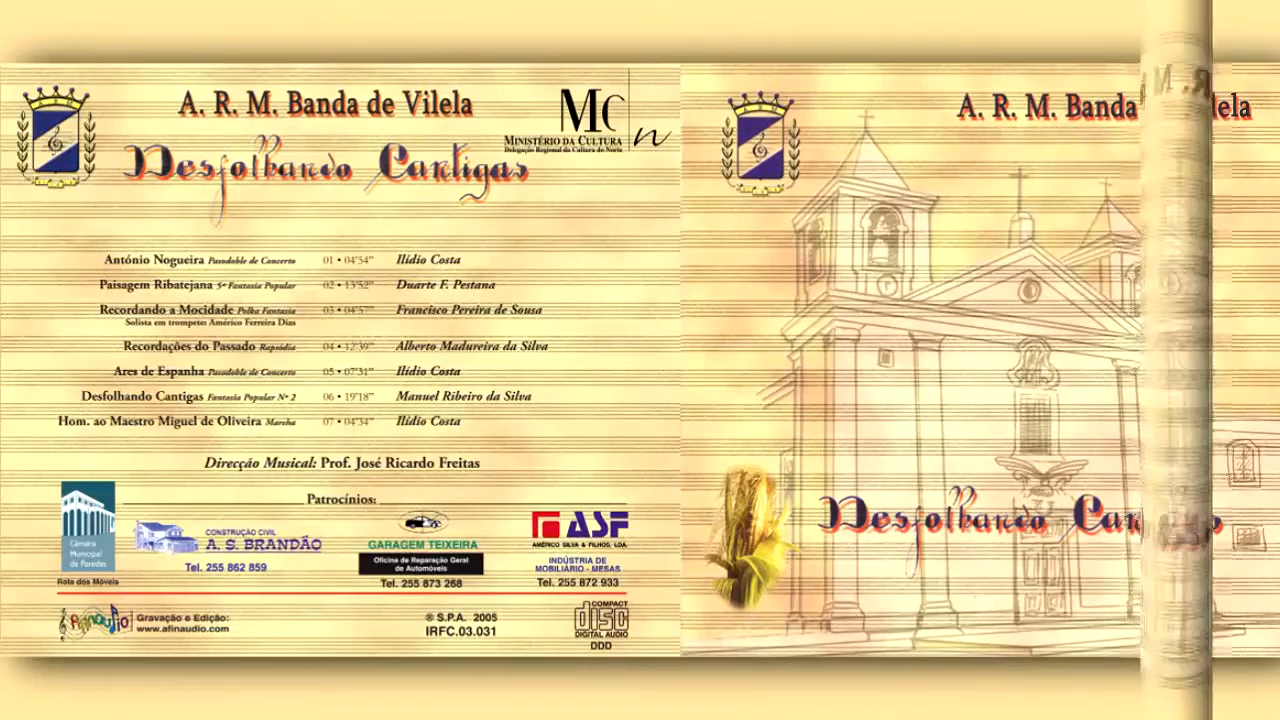 A. R. M. Banda de Vilela
Desfolhando Cantigas
MC n
MINISTÉRIO DA CULTURA
Delegação Regional da Cultura do Norte
António Nogueira Pasodoble de Concerto 01 • 04'54" Ilídio Costa
Paisagem Ribatejana 5ª Fantasia Popular 02 • 13'52" Duarte F. Pestana
Recordando a Mocidade Polka Fantasia 03 • 04'57" Francisco Pereira de Sousa
Solista em trompete: Américo Ferreira Dias
Recordações do Passado Rapsódia 04 • 12'39" Alberto Madureira da Silva
Ares de Espanha Pasodoble de Concerto 05 • 07'31" Ilídio Costa
Desfolhando Cantigas Fantasia Popular Nº 2 06 • 19'18" Manuel Ribeiro da Silva
Hom. ao Maestro Miguel de Oliveira Marcha 07 • 04'34" Ilídio Costa
Direcção Musical: Prof. José Ricardo Freitas
Patrocínios:
Câmara
Municipal
de Paredes
Rota dos Móveis
CONSTRUÇÃO CIVIL
A. S. BRANDÃO
Tel. 255 862 859
GARAGEM TEIXEIRA
Oficina de Reparação Geral
de Automóveis
Tel. 255 873 268
ASF
AMÉRICO SILVA & FILHOS, LDA.
INDÚSTRIA DE
MOBILIÁRIO - MESAS
Tel. 255 872 933
Afinaudio
Gravação e Edição:
www.afinaudio.com
® S.P.A. 2005
IRFC.03.031
COMPACT
disc
DIGITAL AUDIO
DDD
A. R. M. Banda lela
Desfolhando Can